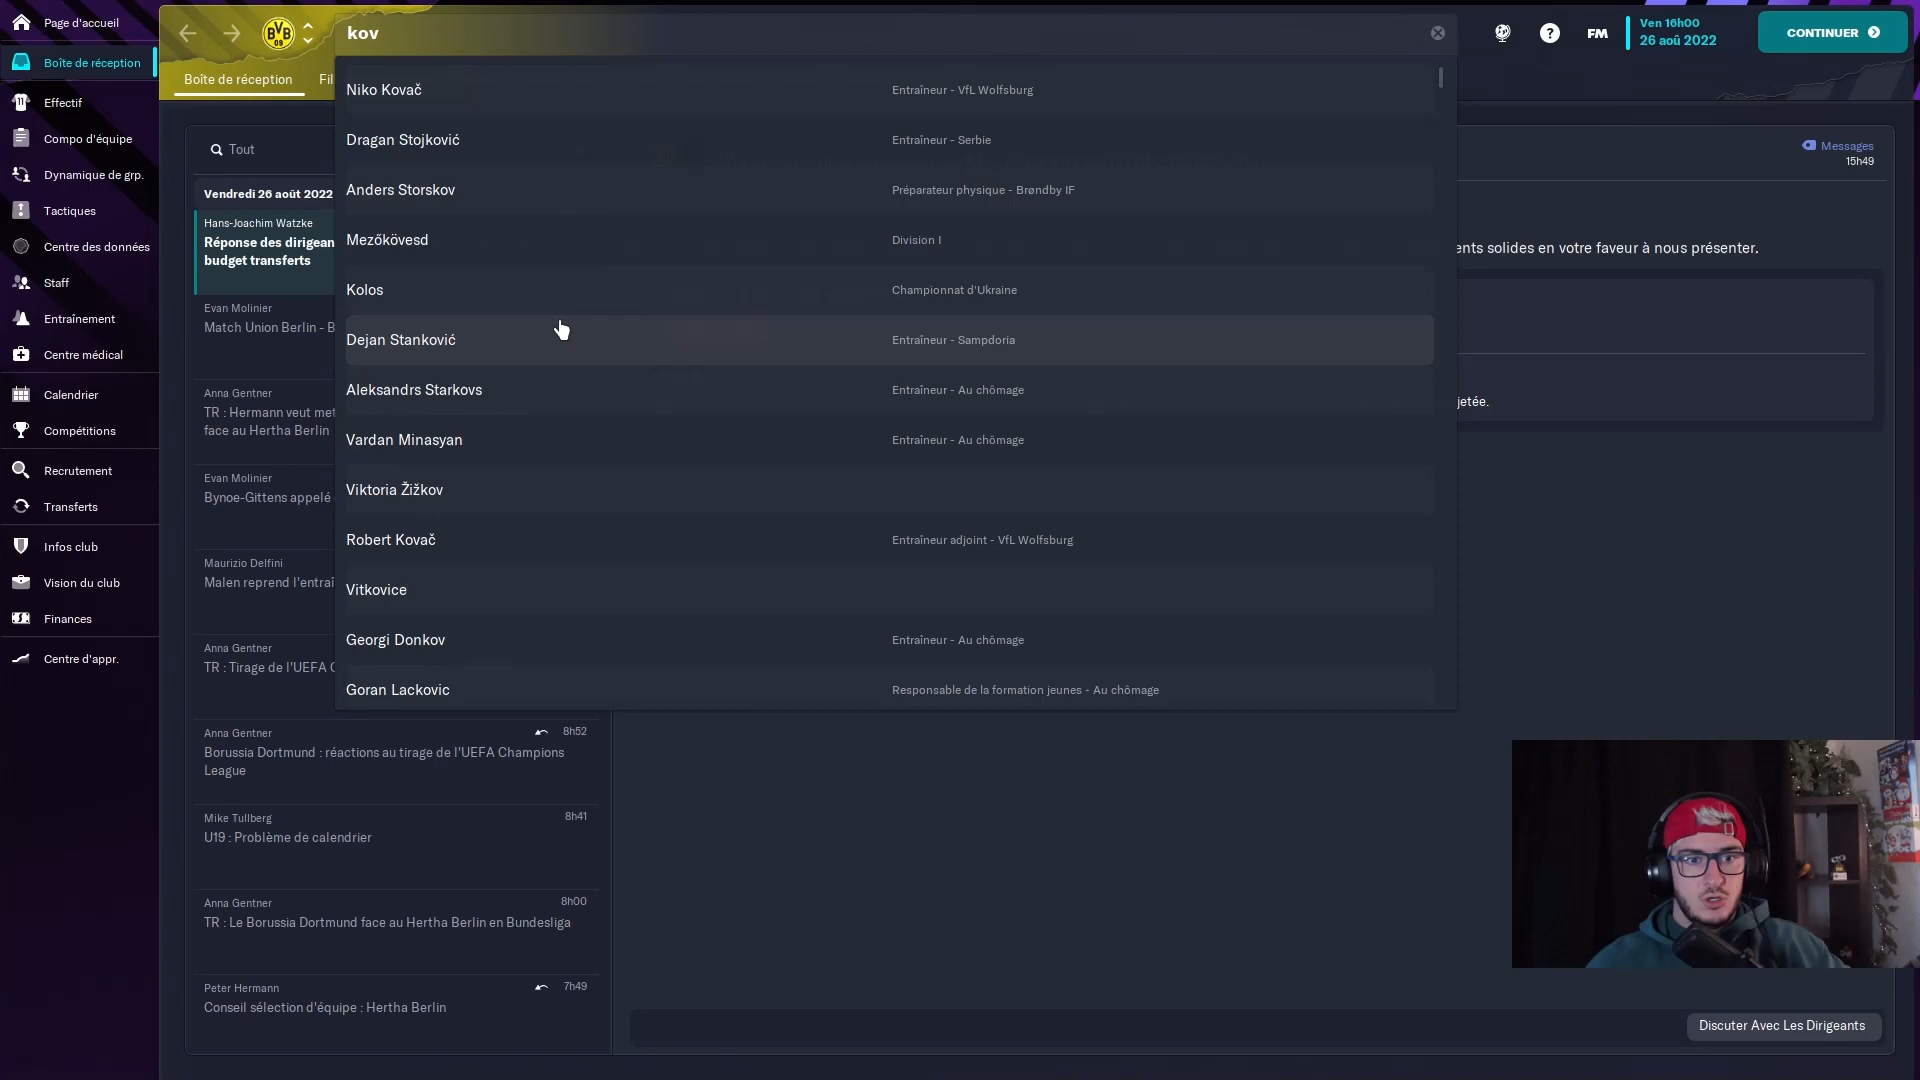 Page d'accueil
Boîte de réception
Effectif
Compo d'équipe
Dynamique de grp.
Tactiques
Centre des données
Staff
Entraînement
Centre médical
Calendrier
Compétitions
Recrutement
Transferts
Infos club
Vision du club
Finances
Centre d'appr.
BVB
09
kov
FM
Ven 16h00
26 aoû 2022
CONTINUER
Boîte de réception
Fil
Tout
Vendredi 26 août 2022
Hans-Joachim Watzke
Réponse des dirigean
budget transferts
Evan Molinier
Match Union Berlin - B
Anna Gentner
TR : Hermann veut met
face au Hertha Berlin
Evan Molinier
Bynoe-Gittens appelé
Maurizio Delfini
Malen reprend l'entraî
Anna Gentner
TR : Tirage de l'UEFA C
Anna Gentner
8h52
Borussia Dortmund : réactions au tirage de l'UEFA Champions
League
Mike Tullberg
8h41
U19 : Problème de calendrier
Anna Gentner
8h00
TR : Le Borussia Dortmund face au Hertha Berlin en Bundesliga
Peter Hermann
7h49
Conseil sélection d'équipe : Hertha Berlin
Niko Kovač
Entraîneur - VfL Wolfsburg
Dragan Stojković
Entraîneur - Serbie
Anders Storskov
Préparateur physique - Brøndby IF
Mezőkövesd
Division I
Kolos
Championnat d'Ukraine
Dejan Stanković
Entraîneur - Sampdoria
Aleksandrs Starkovs
Entraîneur - Au chômage
Vardan Minasyan
Entraîneur - Au chômage
Viktoria Žižkov
Robert Kovač
Entraîneur adjoint - VfL Wolfsburg
Vitkovice
Georgi Donkov
Entraîneur - Au chômage
Goran Lackovic
Responsable de la formation jeunes - Au chômage
Messages
15h49
ents solides en votre faveur à nous présenter.
jetée.
Discuter Avec Les Dirigeants